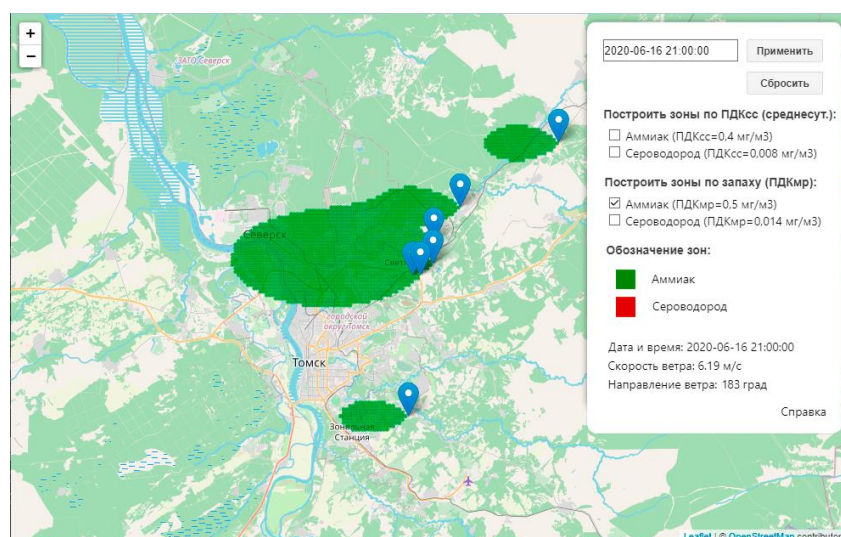 +
−
ЗАТО Северск
Северск
городской
округ Томск
Томск
Зональная
Станция
2020-06-16 21:00:00
Применить
Сбросить
Построить зоны по ПДКсс (среднесут.):
Аммиак (ПДКсс=0,4 мг/м3)
Сероводород (ПДКсс=0,008 мг/м3)
Построить зоны по запаху (ПДКмр):
Аммиак (ПДКмр=0,5 мг/м3)
Сероводород (ПДКмр=0,014 мг/м3)
Обозначение зон:
Аммиак
Сероводород
Дата и время: 2020-06-16 21:00:00
Скорость ветра: 6.19 м/с
Направление ветра: 183 град
Справка
Leaflet | © OpenStreetMap contributor